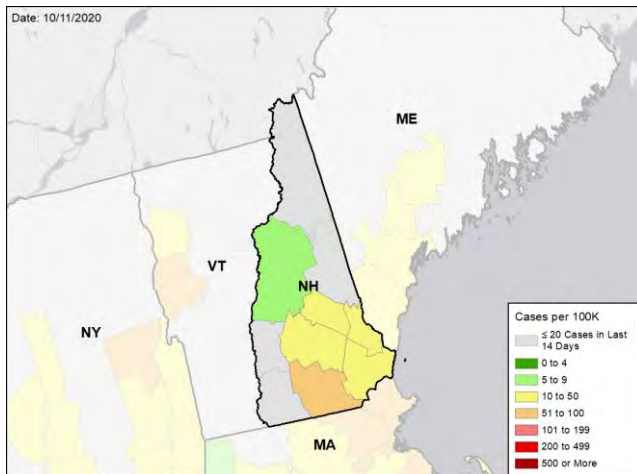 Date: 10/11/2020
ME
VT
NH
NY
MA
Cases per 100K
≤ 20 Cases in Last
14 Days
0 to 4
5 to 9
10 to 50
51 to 100
101 to 199
200 to 499
500 or More